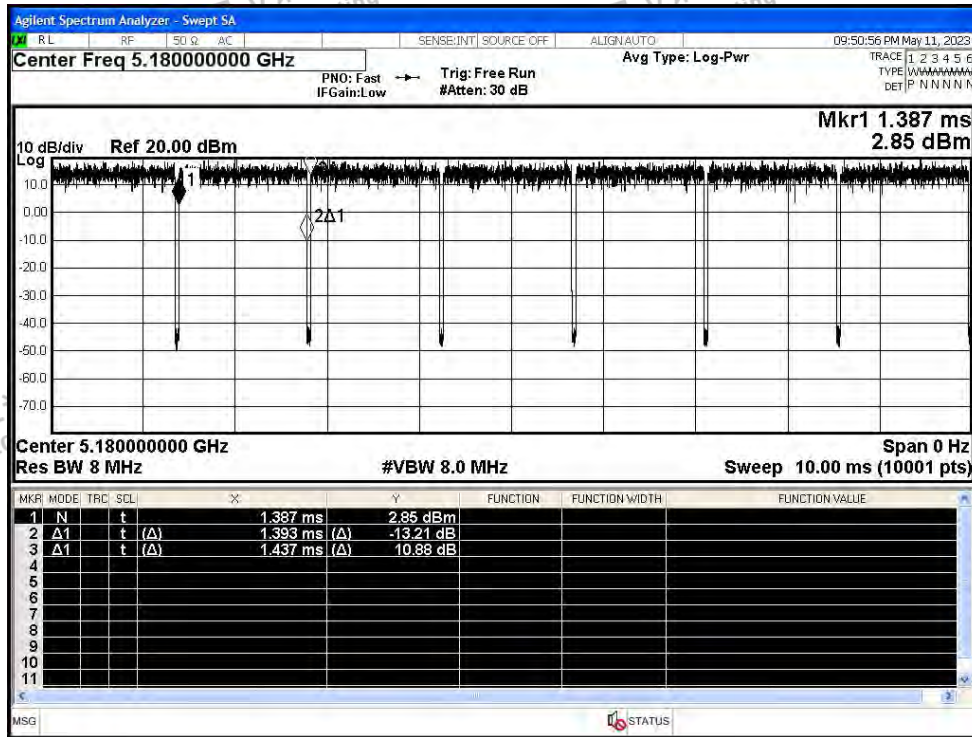 Agilent Spectrum Analyzer - Swept SA
LXI RL RF 50 Ω AC SENSE:INT SOURCE OFF ALIGNAUTO 09:50:56 PM May 11, 2023
Center Freq 5.180000000 GHz Avg Type: Log-Pwr TRACE 1 2 3 4 5 6
PNO: Fast Trig: Free Run TYPE
IFGain:Low #Atten: 30 dB DET P N N N N N
Mkr1 1.387 ms
10 dB/div Ref 20.00 dBm 2.85 dBm
Log
10.0
1
0.00
2Δ1
-10.0
-20.0
-30.0
-40.0
-50.0
-60.0
-70.0
Center 5.180000000 GHz Span 0 Hz
Res BW 8 MHz #VBW 8.0 MHz Sweep 10.00 ms (10001 pts)
MKR MODE TRC SCL X Y FUNCTION FUNCTION WIDTH FUNCTION VALUE
1 N t 1.387 ms 2.85 dBm
2 Δ1 t (Δ) 1.393 ms (Δ) -13.21 dB
3 Δ1 t (Δ) 1.437 ms (Δ) 10.88 dB
4
5
6
7
8
9
10
11
MSG STATUS